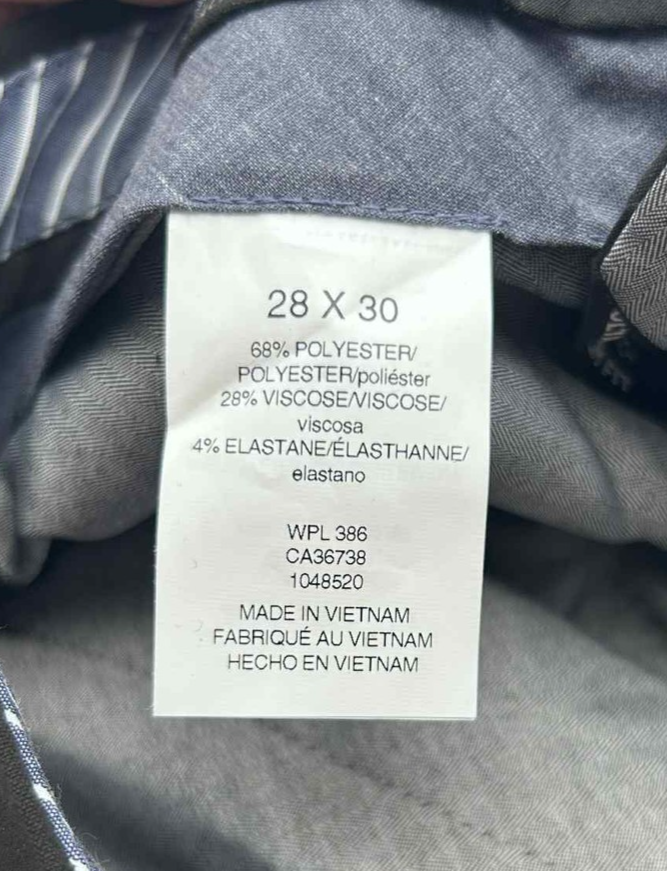 28 X 30
68% POLYESTER/
POLYESTER/poliéster
28% VISCOSE/VISCOSE/
viscosa
4% ELASTANE/ÉLASTHANNE/
elastano
WPL 386
CA36738
1048520
MADE IN VIETNAM
FABRIQUÉ AU VIETNAM
HECHO EN VIETNAM